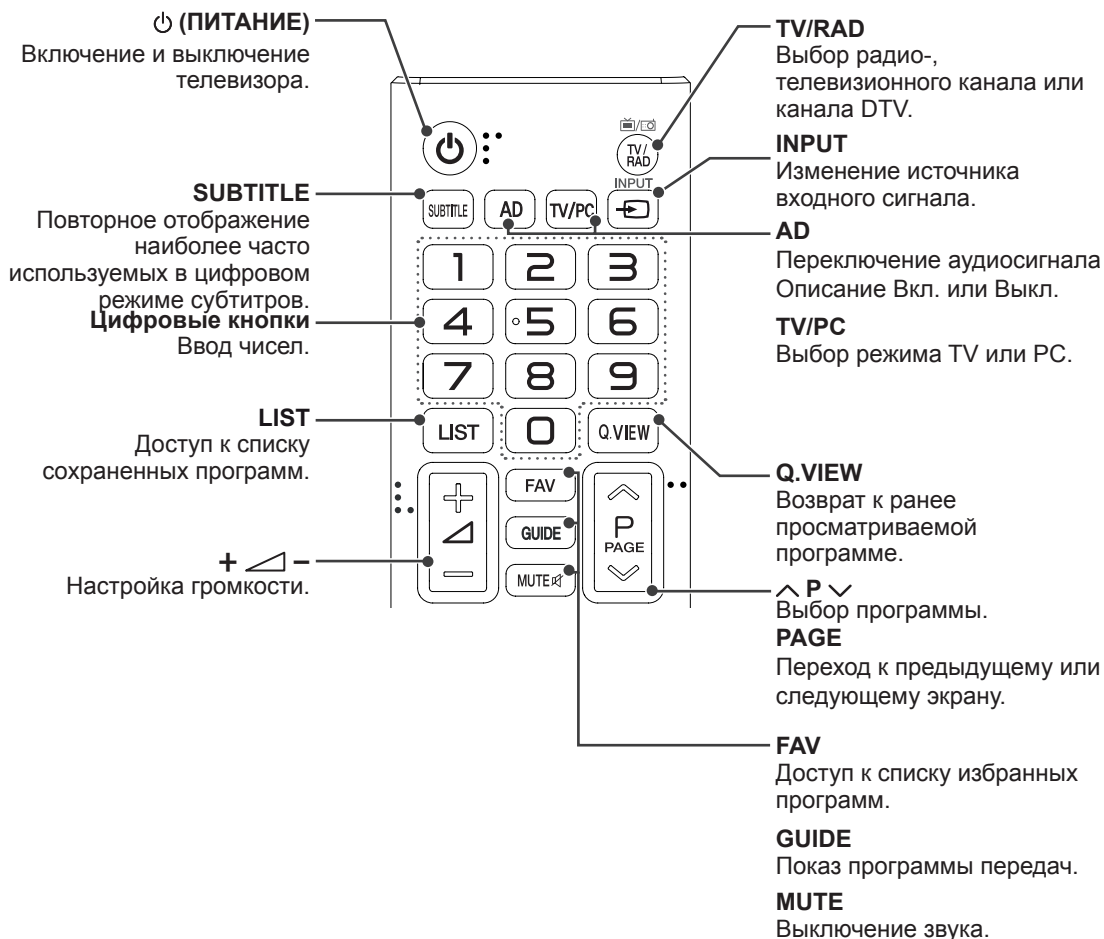 ⏻ (ПИТАНИЕ)
Включение и выключение
телевизора.
SUBTITLE
Повторное отображение
наиболее часто
используемых в цифровом
режиме субтитров.
Цифровые кнопки
Ввод чисел.
LIST
Доступ к списку
сохраненных программ.
+ ⊿ −
Настройка громкости.
TV/
RAD
INPUT
SUBTITLE
AD
TV/PC
1
2
3
4
5
6
7
8
9
LIST
0
Q.VIEW
+
−
FAV
GUIDE
MUTE
P
PAGE
TV/RAD
Выбор радио-,
телевизионного канала или
канала DTV.
INPUT
Изменение источника
входного сигнала.
AD
Переключение аудиосигнала
Описание Вкл. или Выкл.
TV/PC
Выбор режима TV или PC.
Q.VIEW
Возврат к ранее
просматриваемой
программе.
︿ P ﹀
Выбор программы.
PAGE
Переход к предыдущему или
следующему экрану.
FAV
Доступ к списку избранных
программ.
GUIDE
Показ программы передач.
MUTE
Выключение звука.